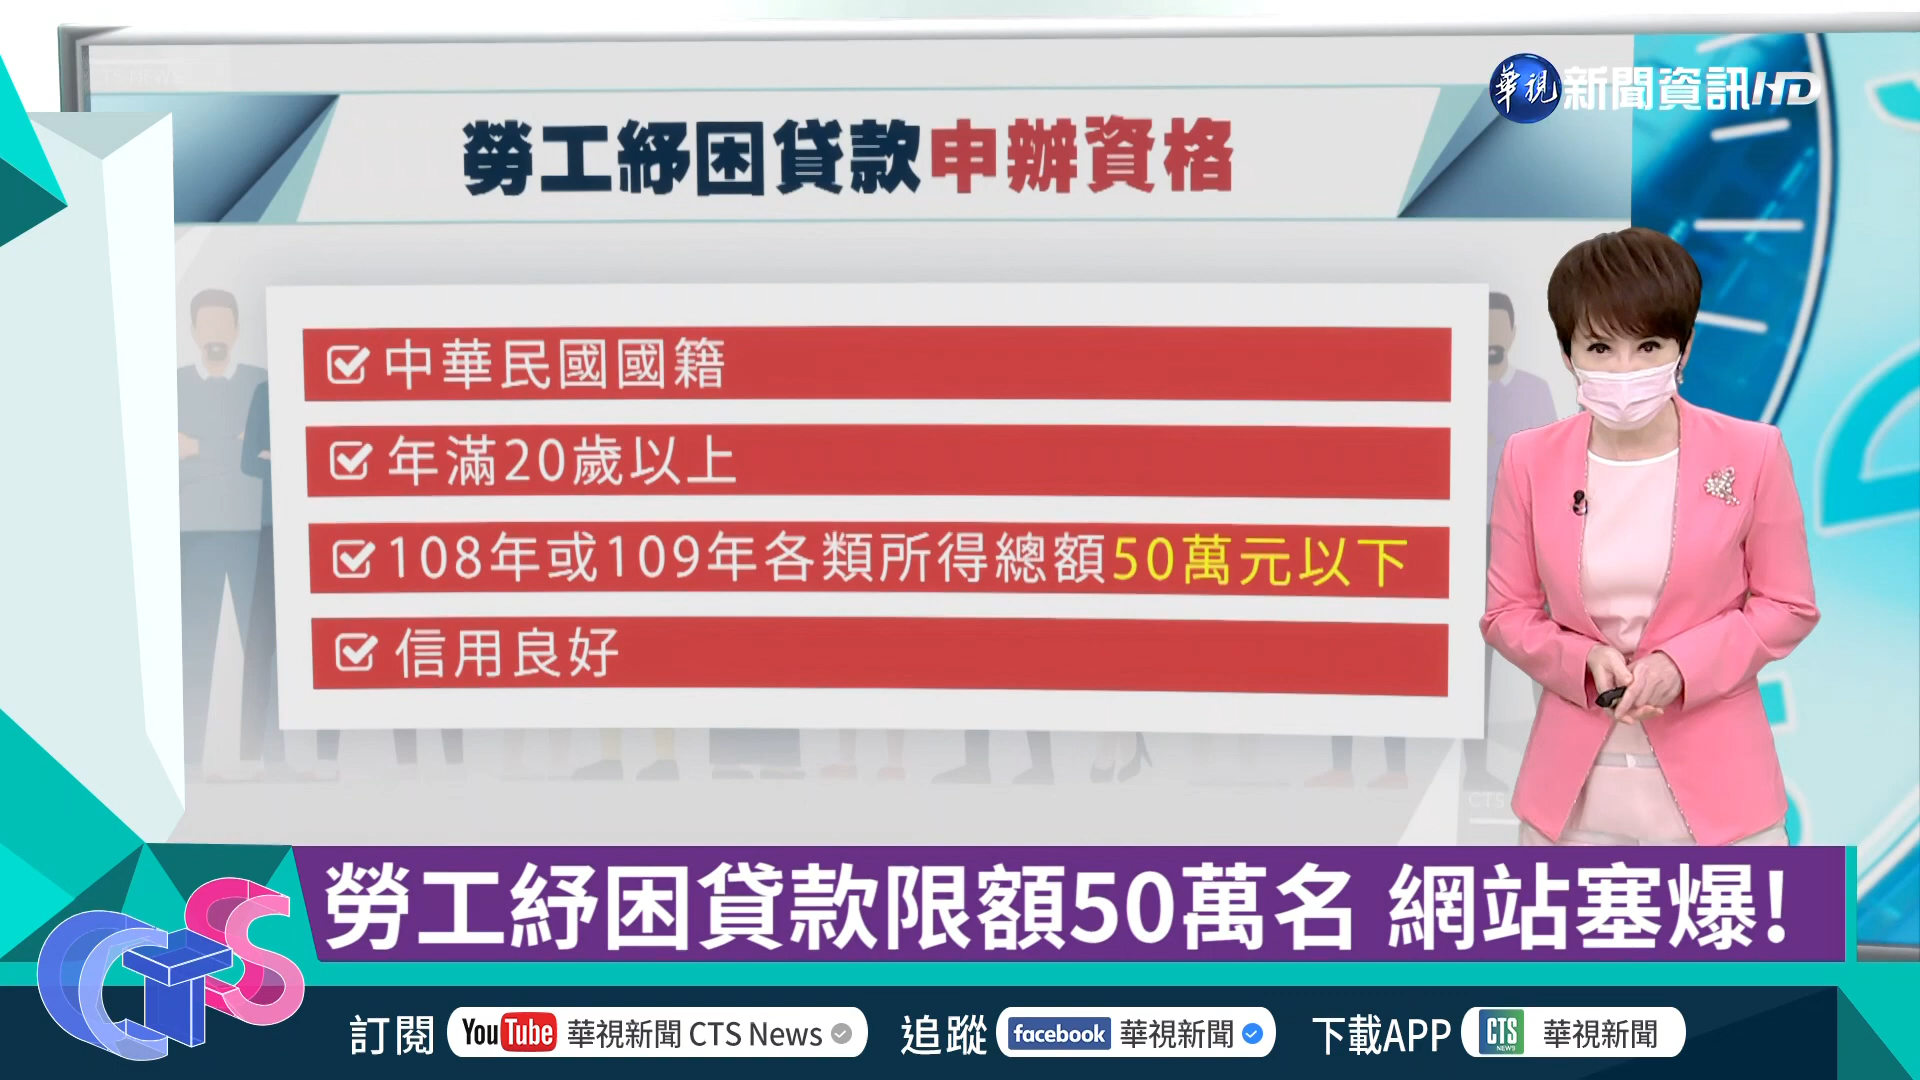 華視新聞資訊HD
勞工紓困貸款申辦資格
中華民國國籍
年滿20歲以上
108年或109年各類所得總額50萬元以下
信用良好
CTS
勞工紓困貸款限額50萬名 網站塞爆!
CTS
訂閱 YouTube 華視新聞 CTS News 追蹤 facebook 華視新聞 下載APP CTS NEWS 華視新聞